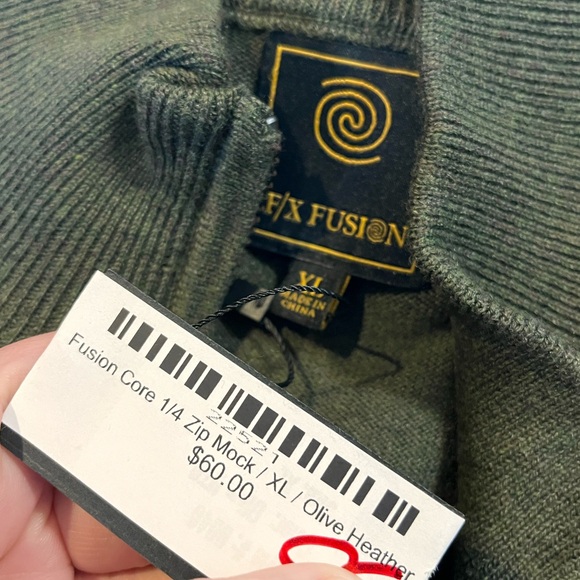 F/X FUSION
XL
MADE IN
CHINA
22521
Fusion Core 1/4 Zip Mock / XL / Olive Heather
$60.00